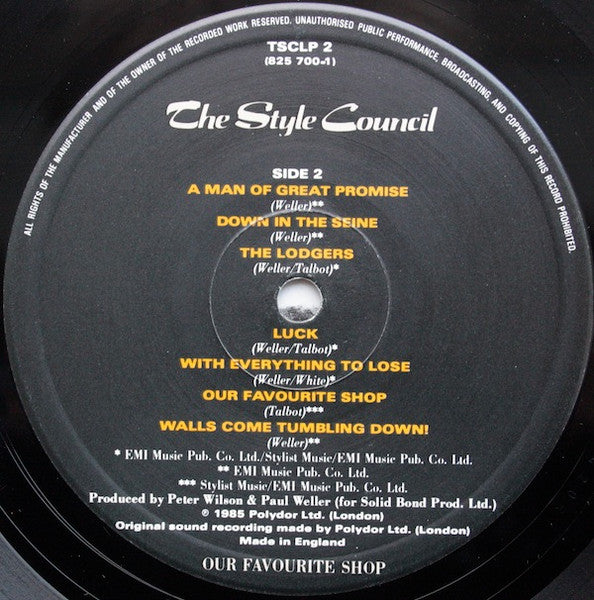 ALL RIGHTS OF THE MANUFACTURER AND OF THE OWNER OF THE RECORDED WORK RESERVED. UNAUTHORISED PUBLIC PERFORMANCE, BROADCASTING, AND COPYING OF THIS RECORD PROHIBITED.
TSCLP 2
(825 700-1)
The Style Council
SIDE 2
A MAN OF GREAT PROMISE
(Weller)**
DOWN IN THE SEINE
(Weller)**
THE LODGERS
(Weller/Talbot)*
LUCK
(Weller/Talbot)*
WITH EVERYTHING TO LOSE
(Weller/White)*
OUR FAVOURITE SHOP
(Talbot)***
WALLS COME TUMBLING DOWN!
(Weller)**
* EMI Music Pub. Co. Ltd./Stylist Music/EMI Music Pub. Co. Ltd.
** EMI Music Pub. Co. Ltd.
*** Stylist Music/EMI Music Pub. Co. Ltd.
Produced by Peter Wilson & Paul Weller (for Solid Bond Prod. Ltd.)
℗ 1985 Polydor Ltd. (London)
Original sound recording made by Polydor Ltd. (London)
Made in England
OUR FAVOURITE SHOP